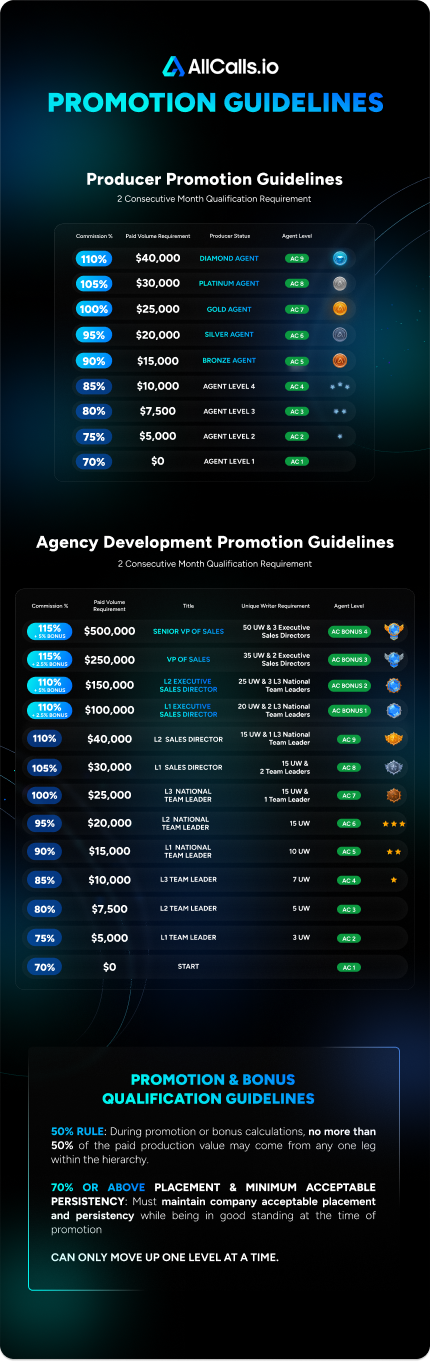 AllCalls.io
PROMOTION GUIDELINES
Producer Promotion Guidelines
2 Consecutive Month Qualification Requirement
Commission % Paid Volume Requirement Producer Status Agent Level
110% $40,000 DIAMOND AGENT AC 9
105% $30,000 PLATINUM AGENT AC 8
100% $25,000 GOLD AGENT AC 7
95% $20,000 SILVER AGENT AC 6
90% $15,000 BRONZE AGENT AC 5
85% $10,000 AGENT LEVEL 4 AC 4
80% $7,500 AGENT LEVEL 3 AC 3
75% $5,000 AGENT LEVEL 2 AC 2
70% $0 AGENT LEVEL 1 AC 1
Agency Development Promotion Guidelines
2 Consecutive Month Qualification Requirement
Commission % Paid Volume Requirement Title Unique Writer Requirement Agent Level
115% + 5% BONUS $500,000 SENIOR VP OF SALES 50 UW & 3 Executive Sales Directors AC BONUS 4
115% + 2.5% BONUS $250,000 VP OF SALES 35 UW & 2 Executive Sales Directors AC BONUS 3
110% + 5% BONUS $150,000 L2 EXECUTIVE SALES DIRECTOR 25 UW & 3 L3 National Team Leaders AC BONUS 2
110% + 2.5% BONUS $100,000 L1 EXECUTIVE SALES DIRECTOR 20 UW & 2 L3 National Team Leaders AC BONUS 1
110% $40,000 L2 SALES DIRECTOR 15 UW & 1 L3 National Team Leader AC 9
105% $30,000 L1 SALES DIRECTOR 15 UW & 2 Team Leaders AC 8
100% $25,000 L3 NATIONAL TEAM LEADER 15 UW & 1 Team Leader AC 7
95% $20,000 L2 NATIONAL TEAM LEADER 15 UW AC 6
90% $15,000 L1 NATIONAL TEAM LEADER 10 UW AC 5
85% $10,000 L3 TEAM LEADER 7 UW AC 4
80% $7,500 L2 TEAM LEADER 5 UW AC 3
75% $5,000 L1 TEAM LEADER 3 UW AC 2
70% $0 START AC 1
PROMOTION & BONUS
QUALIFICATION GUIDELINES
50% RULE: During promotion or bonus calculations, no more than
50% of the paid production value may come from any one leg
within the hierarchy.
70% OR ABOVE PLACEMENT & MINIMUM ACCEPTABLE
PERSISTENCY: Must maintain company acceptable placement
and persistency while being in good standing at the time of
promotion
CAN ONLY MOVE UP ONE LEVEL AT A TIME.